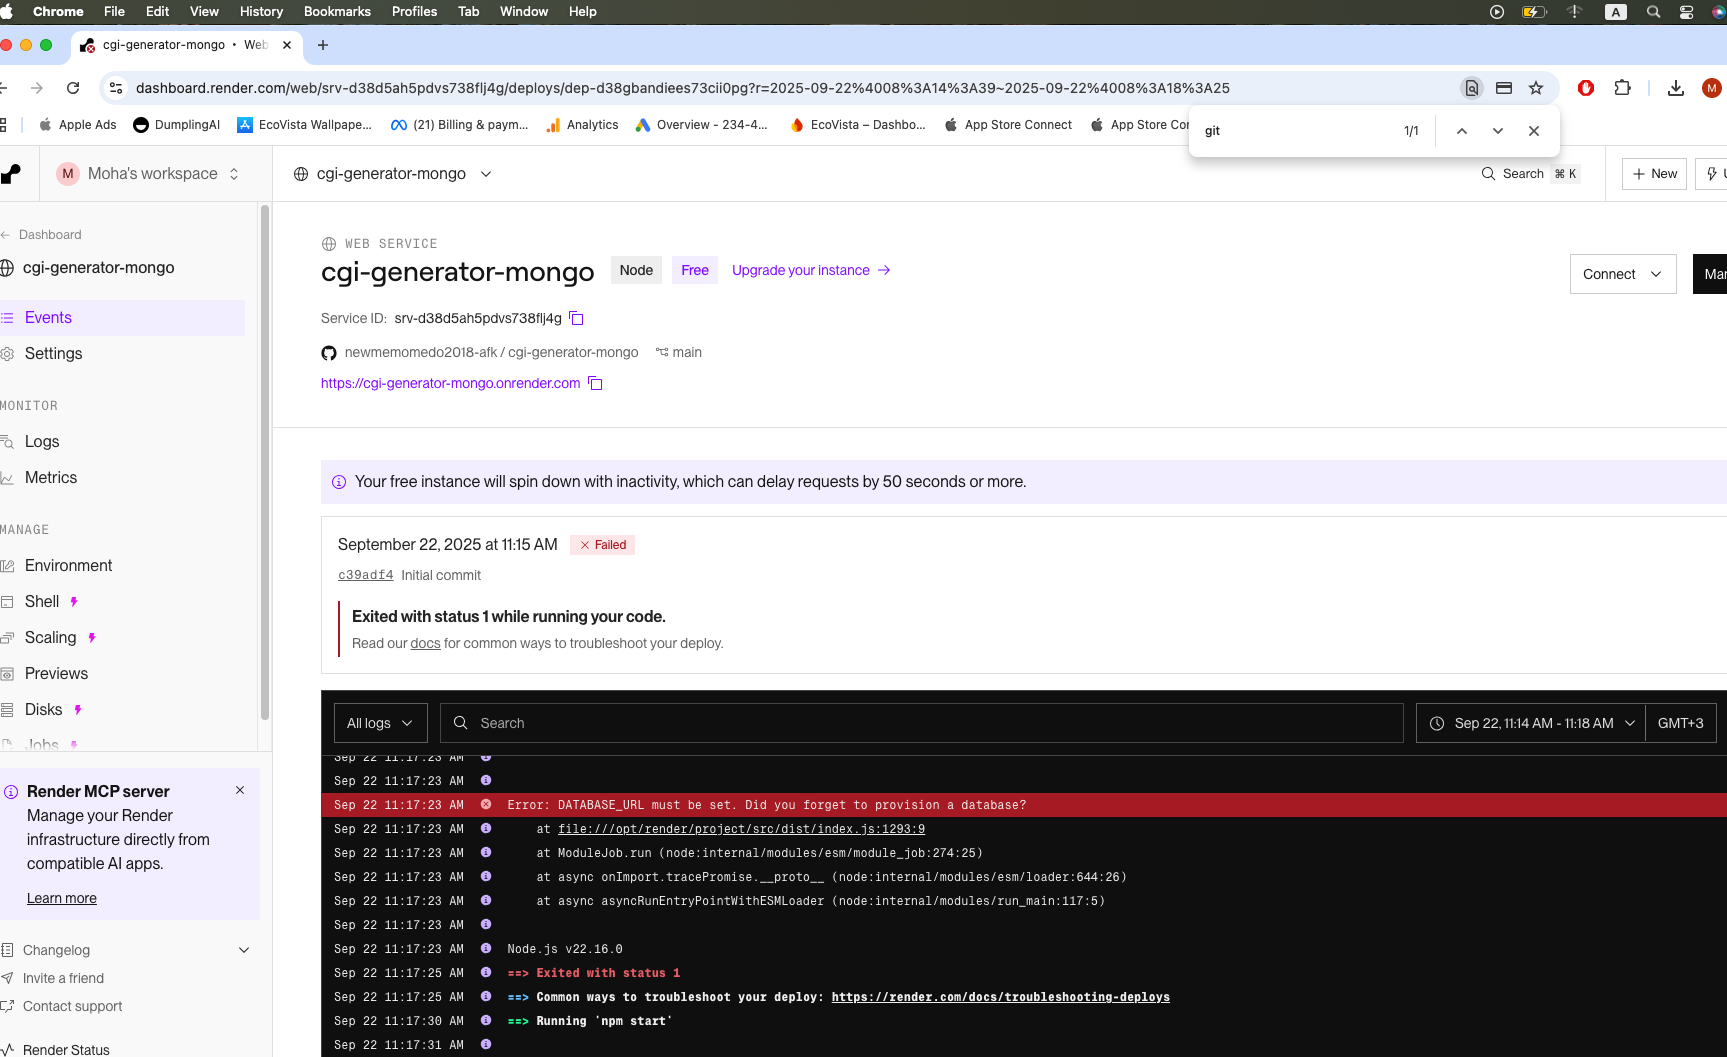 Chrome File Edit View History Bookmarks Profiles Tab Window Help A
cgi-generator-mongo • Web
dashboard.render.com/web/srv-d38d5ah5pdvs738flj4g/deploys/dep-d38gbandiees73cii0pg?r=2025-09-22%4008%3A14%3A39~2025-09-22%4008%3A18%3A25 M
Apple Ads DumplingAI EcoVista Wallpape... (21) Billing & paym... Analytics Overview - 234-4... EcoVista – Dashbo... App Store Connect App Store Cor
git 1/1
M Moha's workspace cgi-generator-mongo Search ⌘ K + New
← Dashboard
cgi-generator-mongo
Events
Settings
MONITOR
Logs
Metrics
MANAGE
Environment
Shell
Scaling
Previews
Disks
Jobs
Render MCP server
Manage your Render
infrastructure directly from
compatible AI apps.
Learn more
Changelog
Invite a friend
Contact support
Render Status
WEB SERVICE
cgi-generator-mongo Node Free Upgrade your instance →
Connect Mar
Service ID: srv-d38d5ah5pdvs738flj4g
newmemomedo2018-afk / cgi-generator-mongo main
https://cgi-generator-mongo.onrender.com
Your free instance will spin down with inactivity, which can delay requests by 50 seconds or more.
September 22, 2025 at 11:15 AM Failed
c39adf4 Initial commit
Exited with status 1 while running your code.
Read our docs for common ways to troubleshoot your deploy.
All logs Search Sep 22, 11:14 AM - 11:18 AM GMT+3
Sep 22 11:17:23 AM
Sep 22 11:17:23 AM
Sep 22 11:17:23 AM Error: DATABASE_URL must be set. Did you forget to provision a database?
Sep 22 11:17:23 AM at file:///opt/render/project/src/dist/index.js:1293:9
Sep 22 11:17:23 AM at ModuleJob.run (node:internal/modules/esm/module_job:274:25)
Sep 22 11:17:23 AM at async onImport.tracePromise.__proto__ (node:internal/modules/esm/loader:644:26)
Sep 22 11:17:23 AM at async asyncRunEntryPointWithESMLoader (node:internal/modules/run_main:117:5)
Sep 22 11:17:23 AM
Sep 22 11:17:23 AM Node.js v22.16.0
Sep 22 11:17:25 AM ==> Exited with status 1
Sep 22 11:17:25 AM ==> Common ways to troubleshoot your deploy: https://render.com/docs/troubleshooting-deploys
Sep 22 11:17:30 AM ==> Running 'npm start'
Sep 22 11:17:31 AM